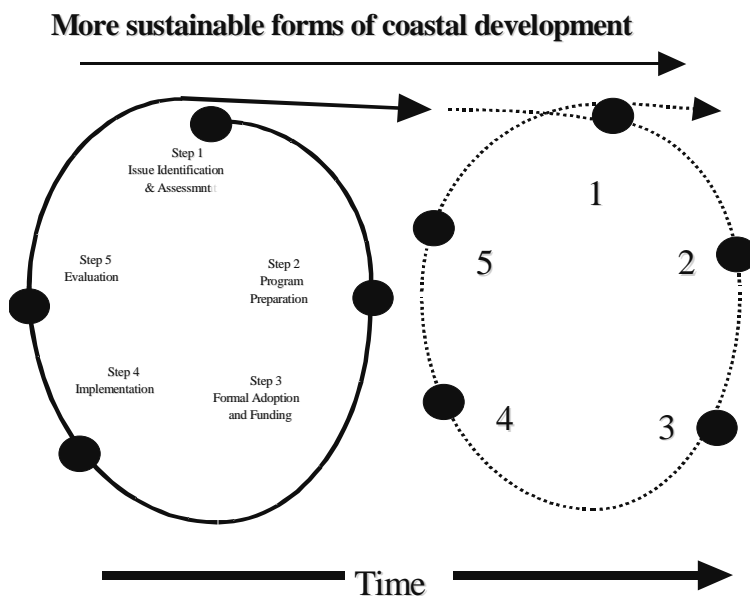 More sustainable forms of coastal development
Step 1
Issue Identification
& Assessmnt
Step 5
Evaluation
Step 2
Program
Preparation
Step 4
Implementation
Step 3
Formal Adoption
and Funding
1
5
2
4
3
Time